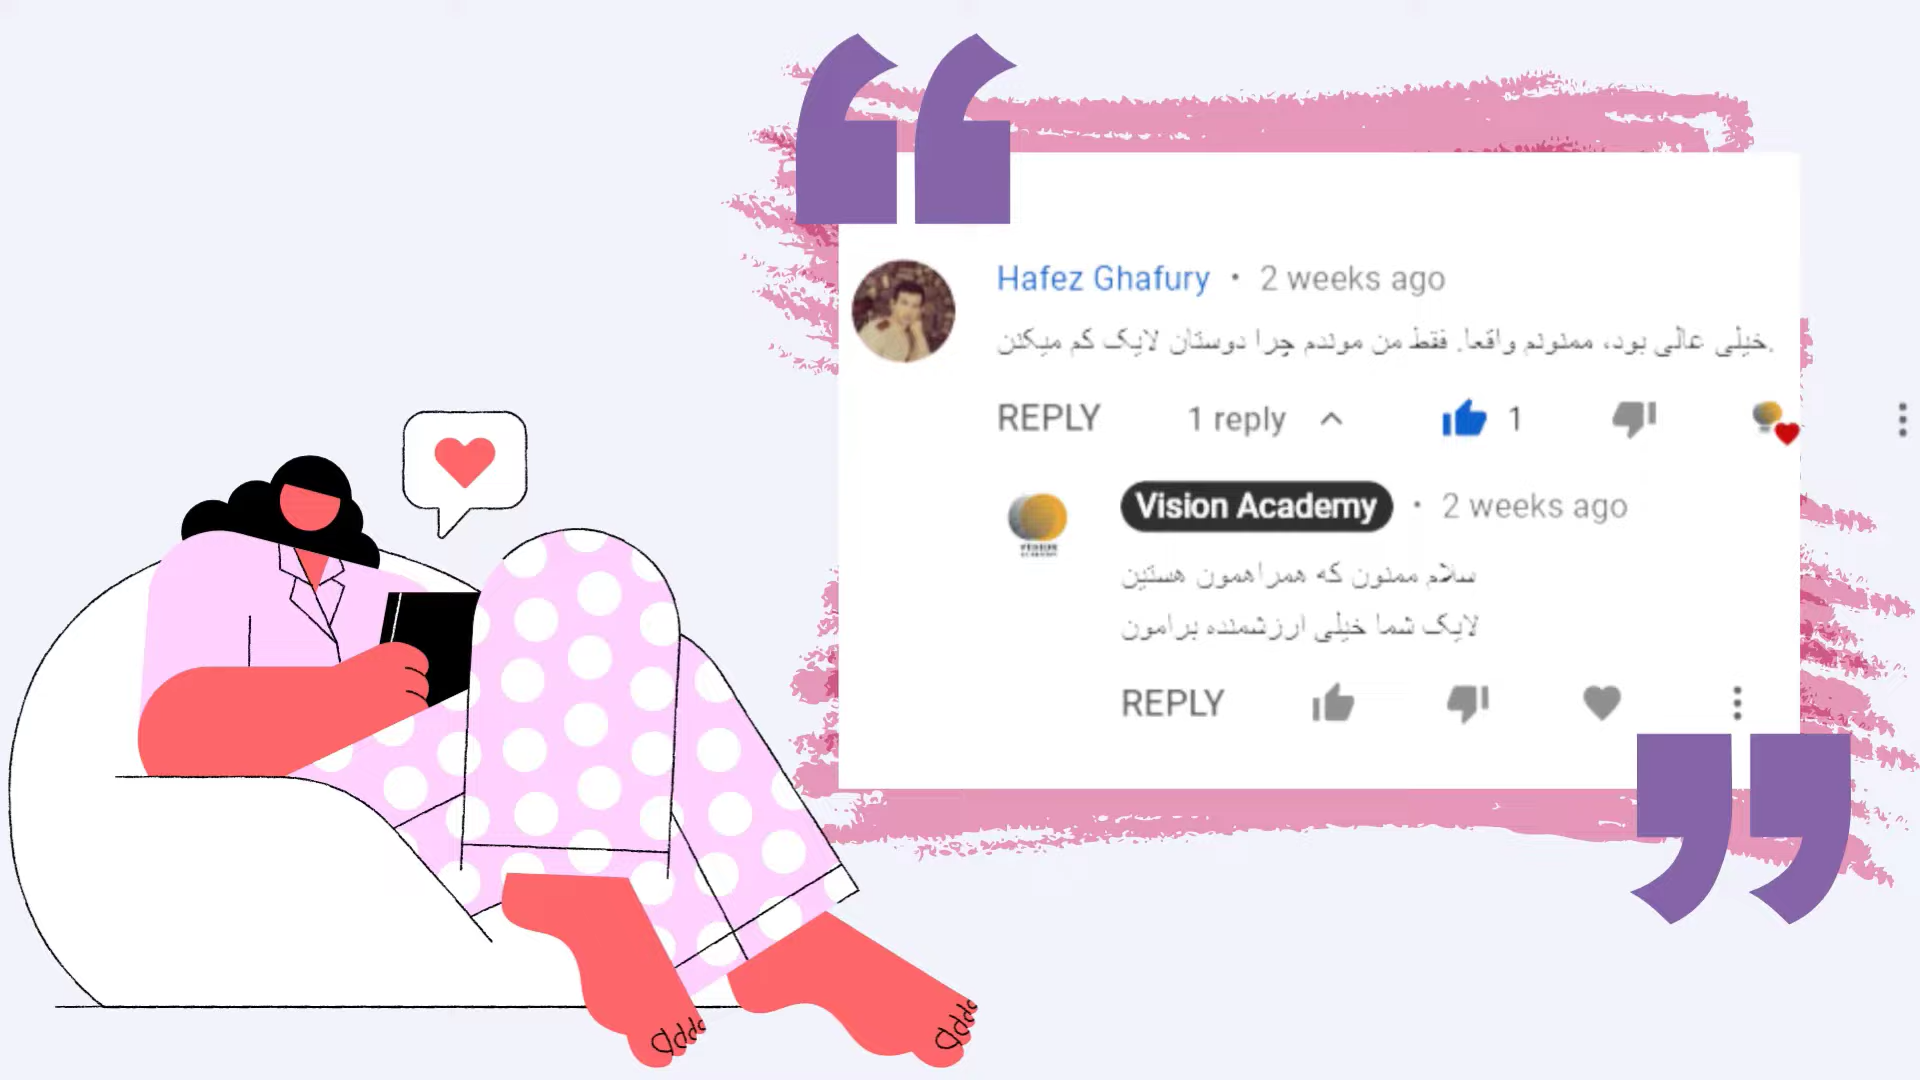 Hafez Ghafury • 2 weeks ago
خیلی عالی بود، ممنونم واقعا. فقط من موندم چرا دوستان لایک کم میکنن.
REPLY 1 reply 1
Vision Academy • 2 weeks ago
VISION
ACADEMY
سلام ممنون که همراهمون هستین
لایک شما خیلی ارزشمنده برامون
REPLY